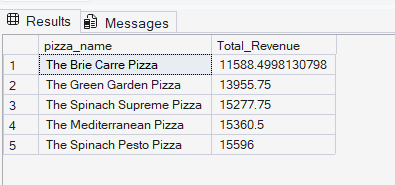 Results Messages
pizza_name Total_Revenue
1 The Brie Carre Pizza 11588.4998130798
2 The Green Garden Pizza 13955.75
3 The Spinach Supreme Pizza 15277.75
4 The Mediterranean Pizza 15360.5
5 The Spinach Pesto Pizza 15596